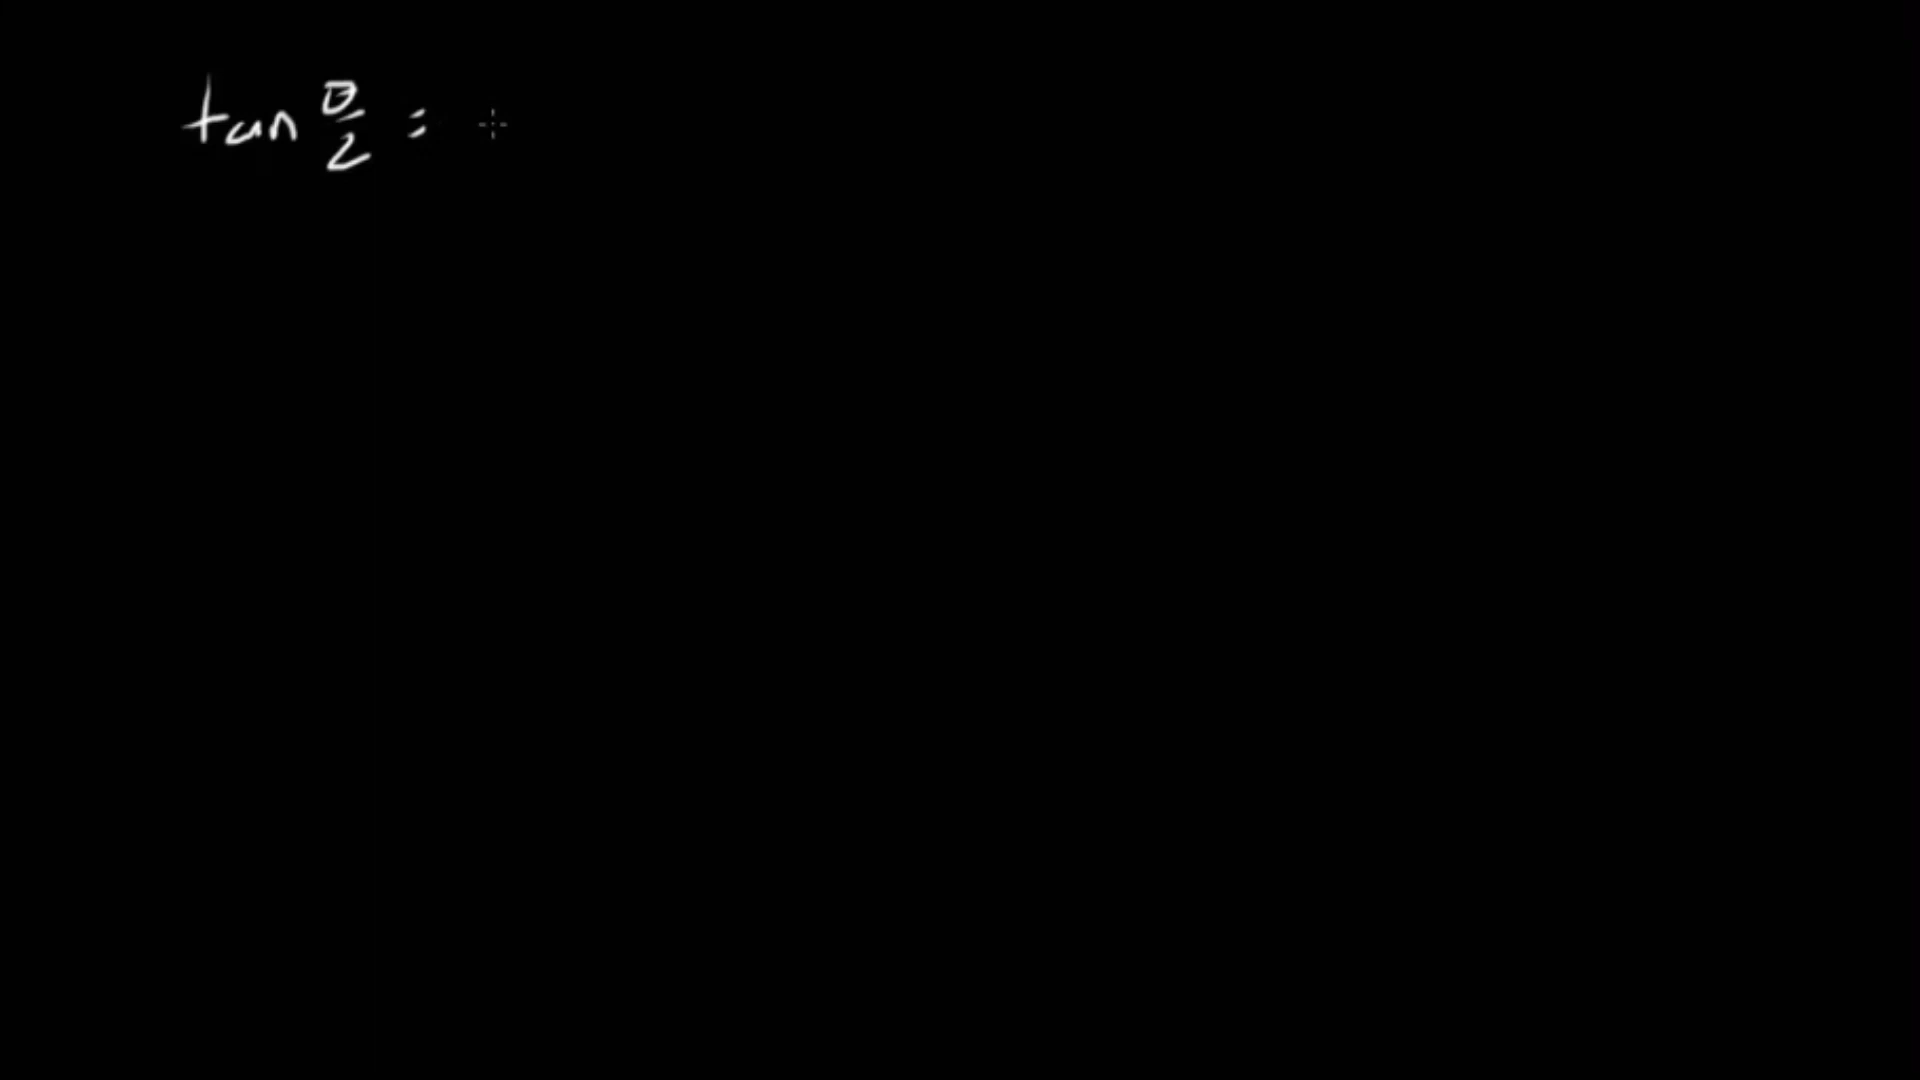 tan θ/2 =